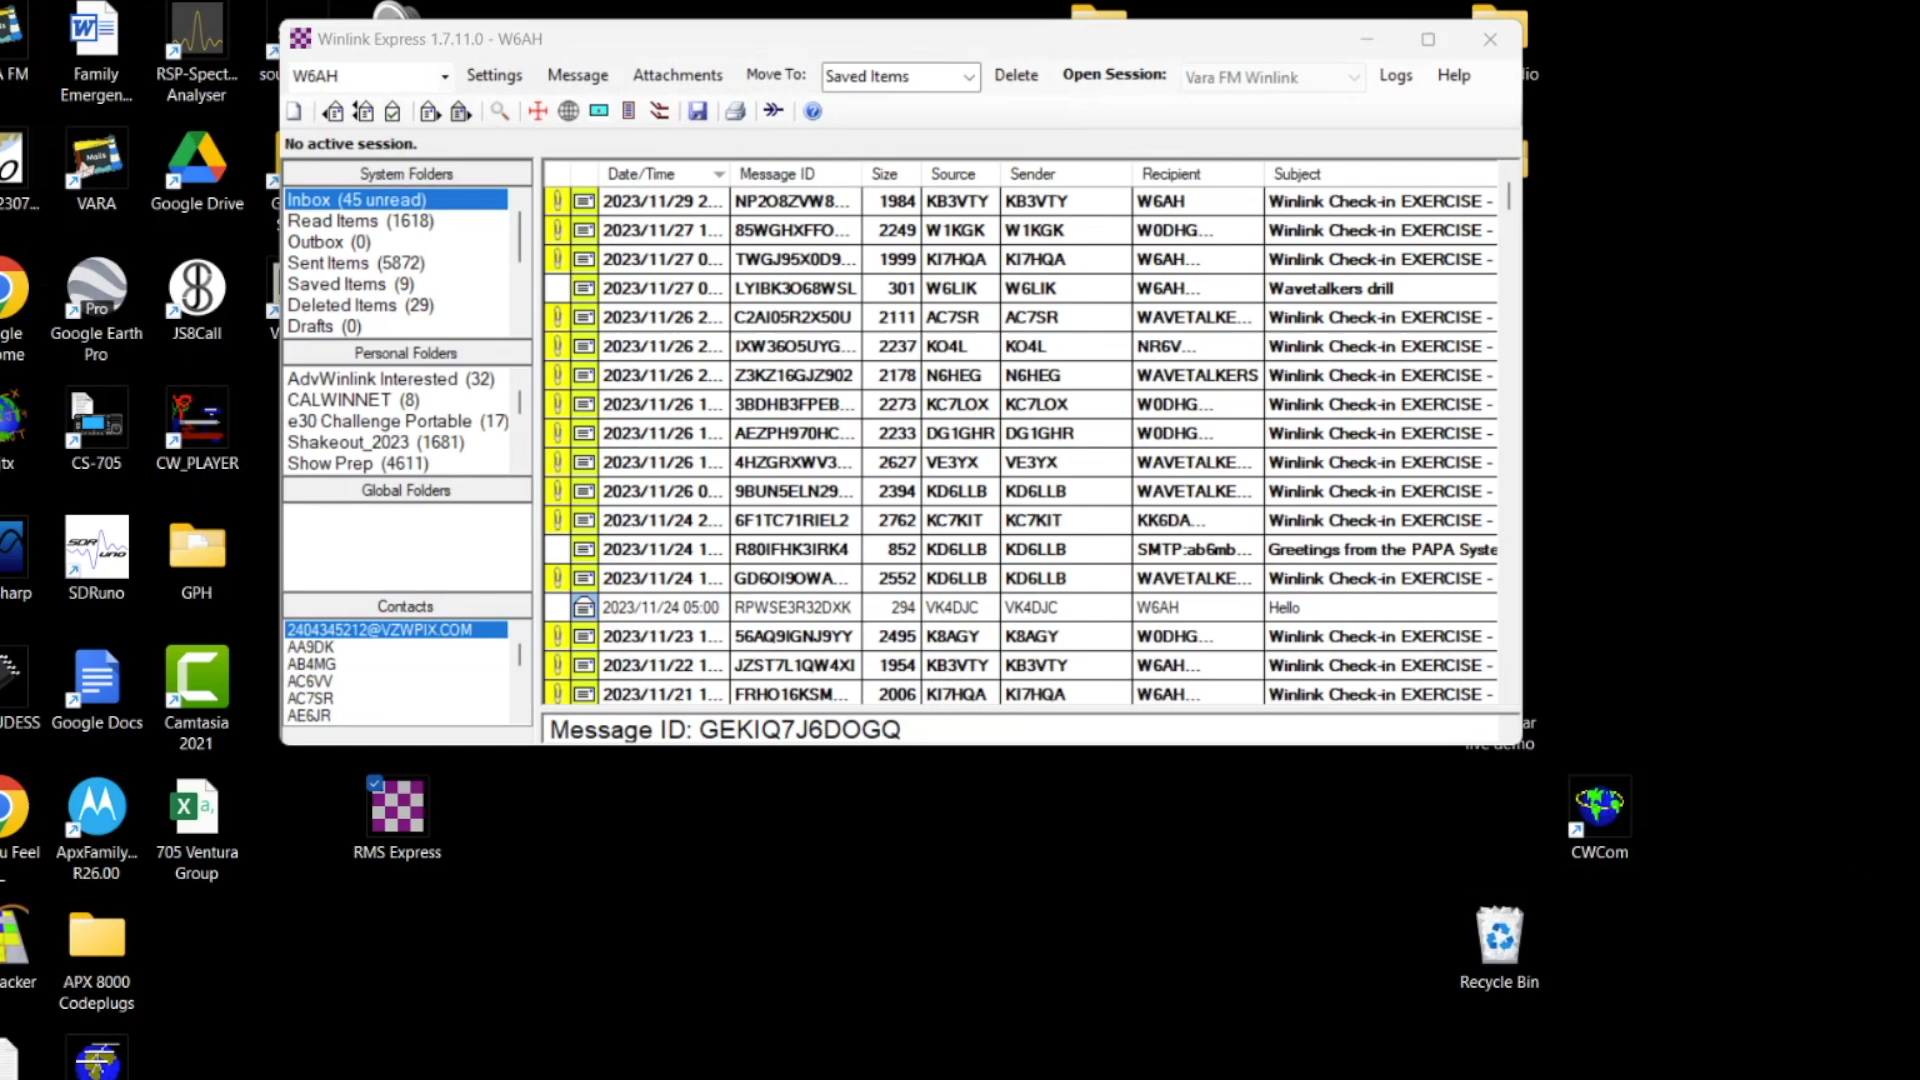 Winlink Express 1.7.11.0 - W6AH
W6AH Settings Message Attachments Move To: Saved Items Delete Open Session: Vara FM Winlink Logs Help
No active session.
System Folders
Inbox (45 unread)
Read Items (1618)
Outbox (0)
Sent Items (5872)
Saved Items (9)
Deleted Items (29)
Drafts (0)
Personal Folders
AdvWinlink Interested (32)
CALWINNET (8)
e30 Challenge Portable (17)
Shakeout_2023 (1681)
Show Prep (4611)
Global Folders
Contacts
2404345212@VZWPIX.COM
AA9DK
AB4MG
AC6VV
AC7SR
AE6JR
Date/Time Message ID Size Source Sender Recipient Subject
2023/11/29 2... NP2O8ZVW8... 1984 KB3VTY KB3VTY W6AH Winlink Check-in EXERCISE -
2023/11/27 1... 85WGHXFFO... 2249 W1KGK W1KGK W0DHG... Winlink Check-in EXERCISE -
2023/11/27 0... TWGJ95X0D9... 1999 KI7HQA KI7HQA W6AH... Winlink Check-in EXERCISE -
2023/11/27 0... LYIBK3O68WSL 301 W6LIK W6LIK W6AH... Wavetalkers drill
2023/11/26 2... C2AI05R2X50U 2111 AC7SR AC7SR WAVETALKE... Winlink Check-in EXERCISE -
2023/11/26 2... IXW36O5UYG... 2237 KO4L KO4L NR6V... Winlink Check-in EXERCISE -
2023/11/26 2... Z3KZ16GJZ902 2178 N6HEG N6HEG WAVETALKERS Winlink Check-in EXERCISE -
2023/11/26 1... 3BDHB3FPEB... 2273 KC7LOX KC7LOX W0DHG... Winlink Check-in EXERCISE -
2023/11/26 1... AEZPH970HC... 2233 DG1GHR DG1GHR W0DHG... Winlink Check-in EXERCISE -
2023/11/26 1... 4HZGRXWV3... 2627 VE3YX VE3YX WAVETALKE... Winlink Check-in EXERCISE -
2023/11/26 0... 9BUN5ELN29... 2394 KD6LLB KD6LLB WAVETALKE... Winlink Check-in EXERCISE -
2023/11/24 2... 6F1TC71RIEL2 2762 KC7KIT KC7KIT KK6DA... Winlink Check-in EXERCISE -
2023/11/24 1... R80IFHK3IRK4 852 KD6LLB KD6LLB SMTP:ab6mb... Greetings from the PAPA Syste
2023/11/24 1... GD6OI9OWA... 2552 KD6LLB KD6LLB WAVETALKE... Winlink Check-in EXERCISE -
2023/11/24 05:00 RPWSE3R32DXK 294 VK4DJC VK4DJC W6AH Hello
2023/11/23 1... 56AQ9IGNJ9YY 2495 K8AGY K8AGY W0DHG... Winlink Check-in EXERCISE -
2023/11/22 1... JZST7L1QW4XI 1954 KB3VTY KB3VTY W6AH... Winlink Check-in EXERCISE -
2023/11/21 1... FRHO16KSM... 2006 KI7HQA KI7HQA W6AH... Winlink Check-in EXERCISE -
Message ID: GEKIQ7J6DOGQ
A FM
Family
Emergen...
RSP-Spect...
Analyser
sou
2307...
VARA
Google Drive
gle
ome
Google Earth
Pro
JS8Call
tx
CS-705
CW_PLAYER
harp
SDRuno
GPH
UDESS
Google Docs
Camtasia
2021
u Feel
ApxFamily...
R26.00
705 Ventura
Group
RMS Express
acker
APX 8000
Codeplugs
io
ar
live demo
CWCom
Recycle Bin